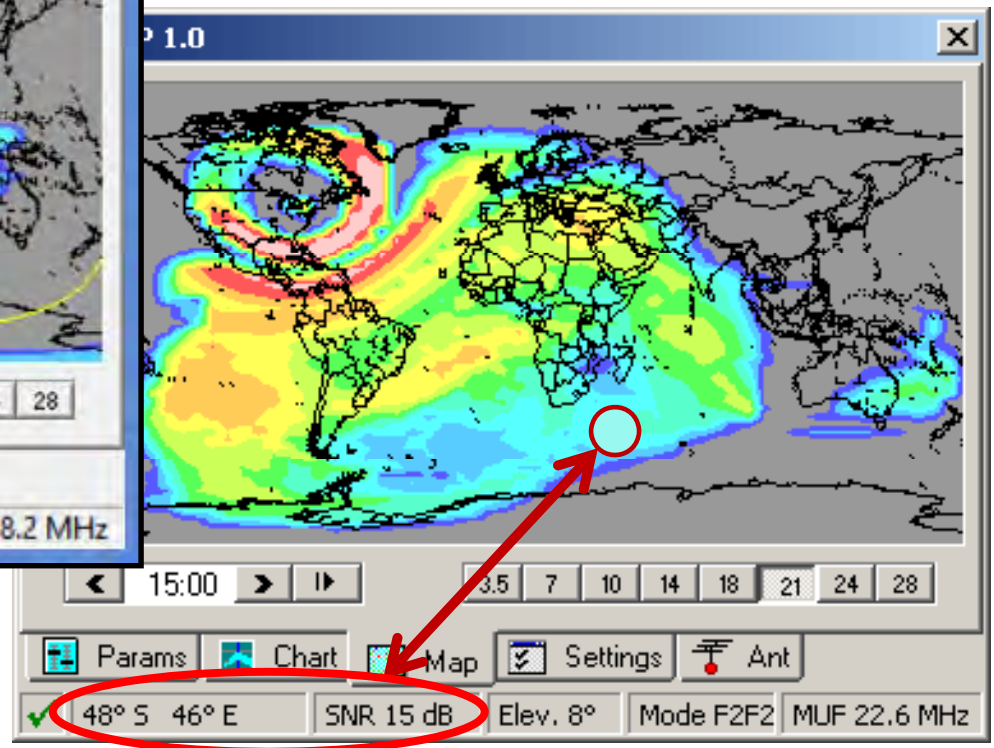 P 1.0
28
8.2 MHz
15:00
3.5 7 10 14 18 21 24 28
Params Chart Map Settings Ant
48° S 46° E SNR 15 dB Elev. 8° Mode F2F2 MUF 22.6 MHz